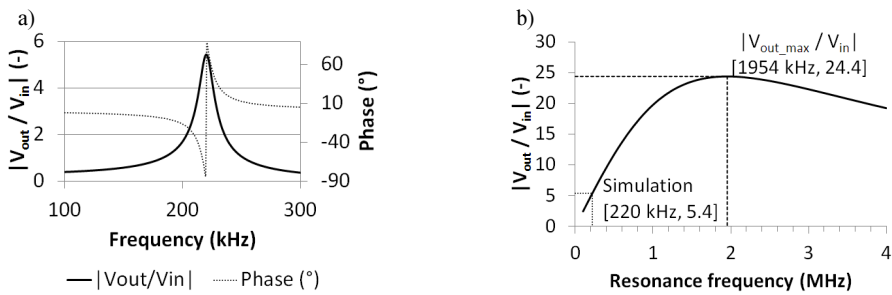 a)
|Vout / Vin| (-)
6
4
2
0
60
10
-40
-90
Phase (°)
100
200
300
Frequency (kHz)
|Vout/Vin|
Phase (°)
b)
|Vout / Vin| (-)
30
25
20
15
10
5
0
|Vout_max / Vin|
[1954 kHz, 24.4]
Simulation
[220 kHz, 5.4]
0
1
2
3
4
Resonance frequency (MHz)